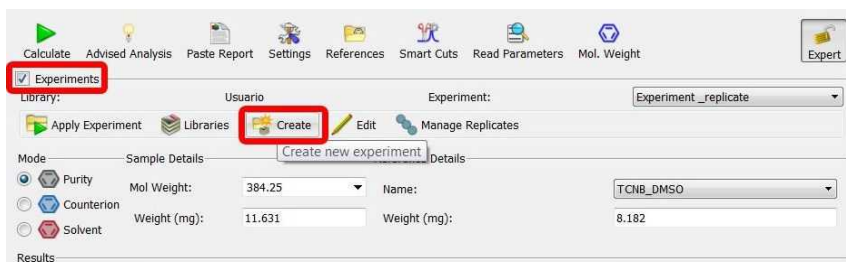 Calculate Advised Analysis Paste Report Settings References Smart Cuts Read Parameters Mol. Weight Expert
Experiments
Library: Usuario Experiment: Experiment _replicate
Apply Experiment Libraries Create Edit Manage Replicates
Create new experiment
Mode Sample Details Details
Purity Mol Weight: 384.25 Name: TCNB_DMSO
Counterion
Weight (mg): 11.631 Weight (mg): 8.182
Solvent
Results